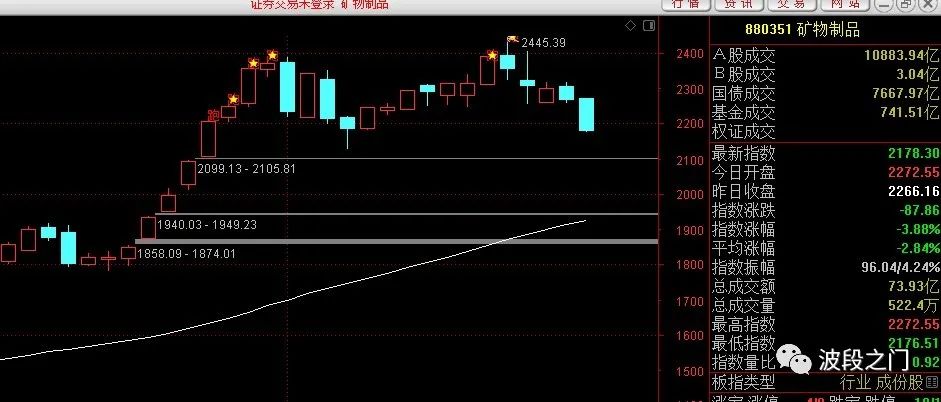 证券交易未登录 矿物制品
行情 资讯 交易 网站
880351 矿物制品
2445.39
2099.13 - 2105.81
1940.03 - 1949.23
1858.09 - 1874.01
跑
2400
2300
2200
2100
2000
1900
1800
1700
1600
1500
A股成交 10883.94亿
B股成交 3.04亿
国债成交 7667.97亿
基金成交 741.51亿
权证成交
最新指数 2178.30
今日开盘 2272.55
昨日收盘 2266.16
指数涨跌 -87.86
指数涨幅 -3.88%
平均涨幅 -2.84%
指数振幅 96.04/4.24%
总成交额 73.93亿
总成交量 522.4万
最高指数 2272.55
最低指数 2176.51
指数量比 0.92
板指类型 行业 成份股
波段之门